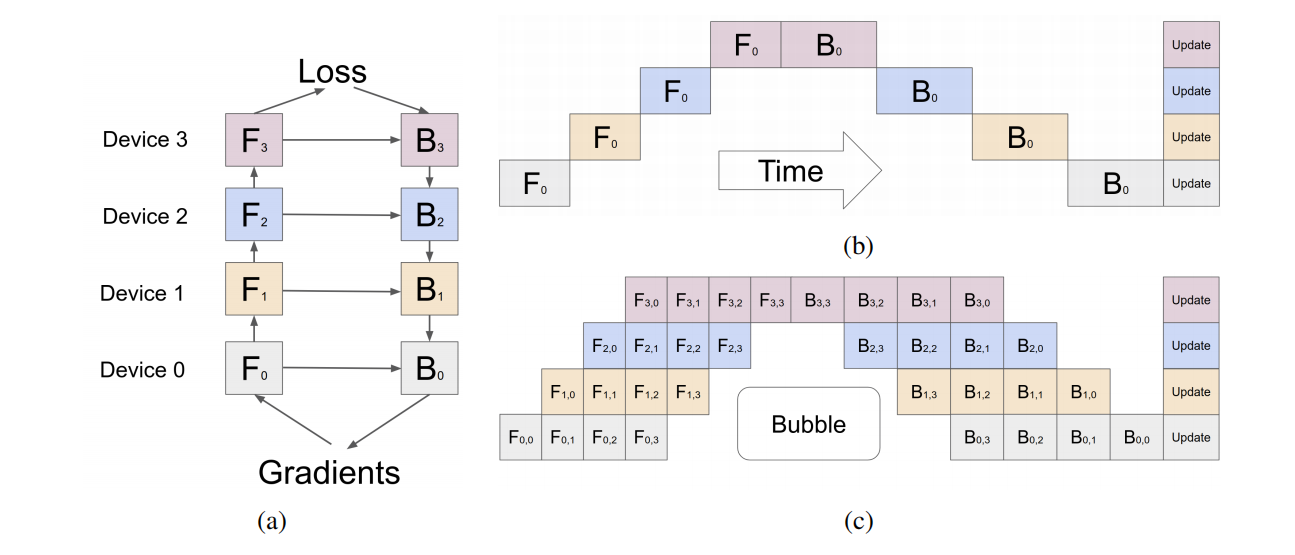 Loss
Device 3 F3 B3
Device 2 F2 B2
Device 1 F1 B1
Device 0 F0 B0
Gradients
(a)
F0 B0 Update
F0 B0 Update
F0 B0 Update
Time
F0 B0 Update
(b)
F3,0 F3,1 F3,2 F3,3 B3,3 B3,2 B3,1 B3,0 Update
F2,0 F2,1 F2,2 F2,3 B2,3 B2,2 B2,1 B2,0 Update
F1,0 F1,1 F1,2 F1,3 B1,3 B1,2 B1,1 B1,0 Update
Bubble
F0,0 F0,1 F0,2 F0,3 B0,3 B0,2 B0,1 B0,0 Update
(c)